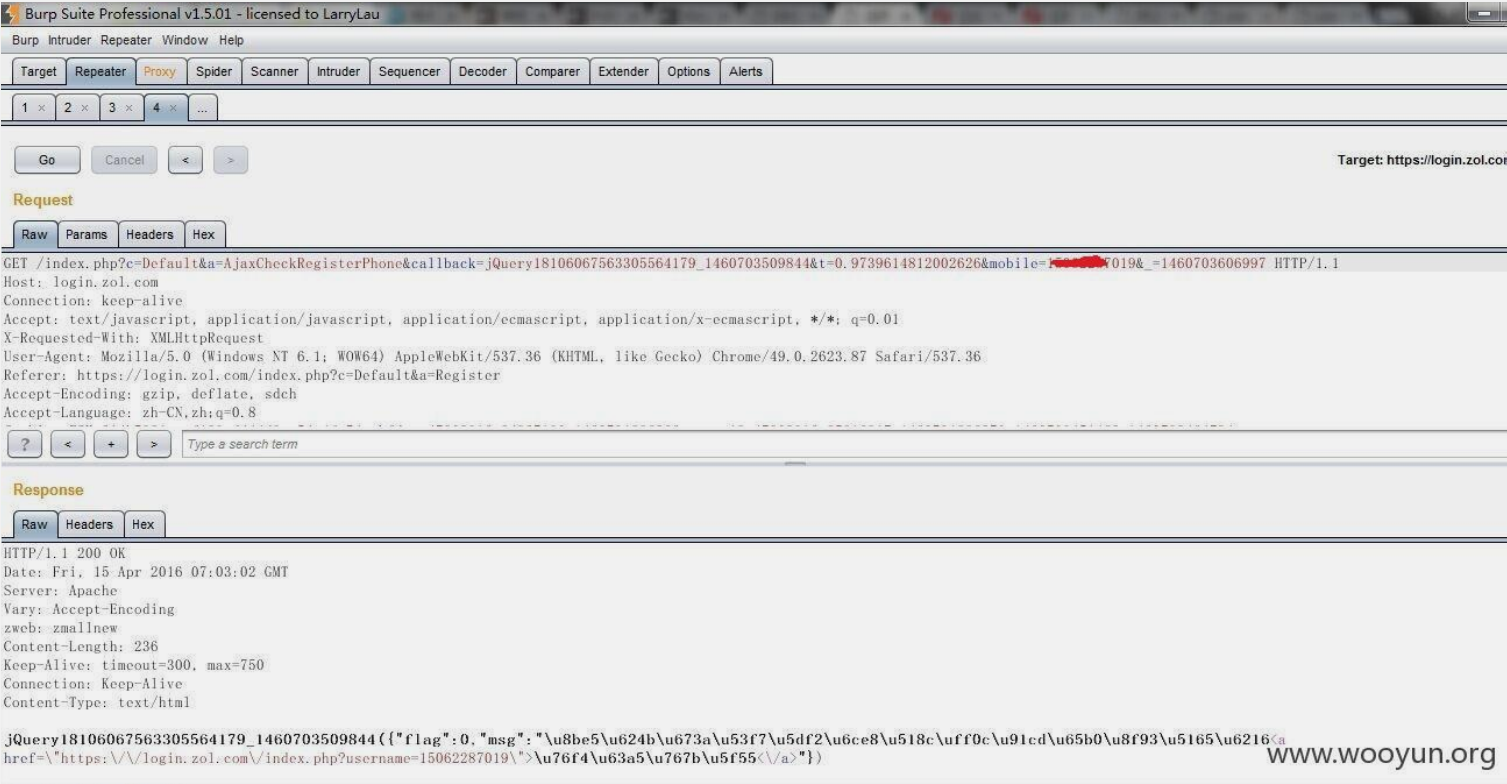 Burp Suite Professional v1.5.01 - licensed to LarryLau
Burp Intruder Repeater Window Help
Target Repeater Proxy Spider Scanner Intruder Sequencer Decoder Comparer Extender Options Alerts
1 × 2 × 3 × 4 × ...
Go Cancel < >
Target: https://login.zol.com
Request
Raw Params Headers Hex
GET /index.php?c=Default&a=AjaxCheckRegisterPhone&callback=jQuery18106067563305564179_1460703509844&t=0.9739614812002626&mobile=1 7019&_=1460703606997 HTTP/1.1
Host: login.zol.com
Connection: keep-alive
Accept: text/javascript, application/javascript, application/ecmascript, application/x-ecmascript, */*; q=0.01
X-Requested-With: XMLHttpRequest
User-Agent: Mozilla/5.0 (Windows NT 6.1; WOW64) AppleWebKit/537.36 (KHTML, like Gecko) Chrome/49.0.2623.87 Safari/537.36
Referer: https://login.zol.com/index.php?c=Default&a=Register
Accept-Encoding: gzip, deflate, sdch
Accept-Language: zh-CN,zh;q=0.8
? < + > Type a search term
Response
Raw Headers Hex
HTTP/1.1 200 OK
Date: Fri, 15 Apr 2016 07:03:02 GMT
Server: Apache
Vary: Accept-Encoding
zweb: zmallnew
Content-Length: 236
Keep-Alive: timeout=300, max=750
Connection: Keep-Alive
Content-Type: text/html
jQuery18106067563305564179_1460703509844({"flag":0,"msg":"\u8be5\u624b\u673a\u53f7\u5df2\u6ce8\u518c\uff0c\u91cd\u65b0\u8f93\u5165\u6216<a
href=\"https:\/\/login.zol.com\/index.php?username=15062287019\">\u76f4\u63a5\u767b\u5f55<\/a>"})
www.wooyun.org